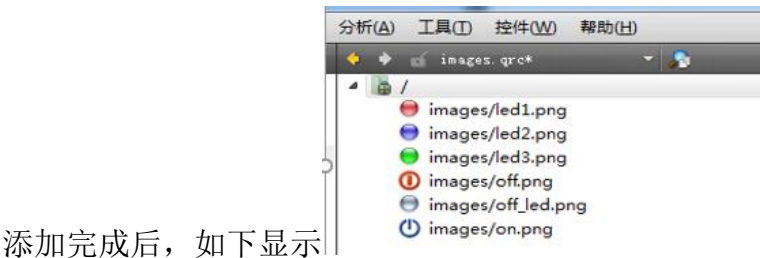 分析(A) 工具(T) 控件(W) 帮助(H)
images.qrc*
/
images/led1.png
images/led2.png
images/led3.png
images/off.png
images/off_led.png
images/on.png
添加完成后，如下显示